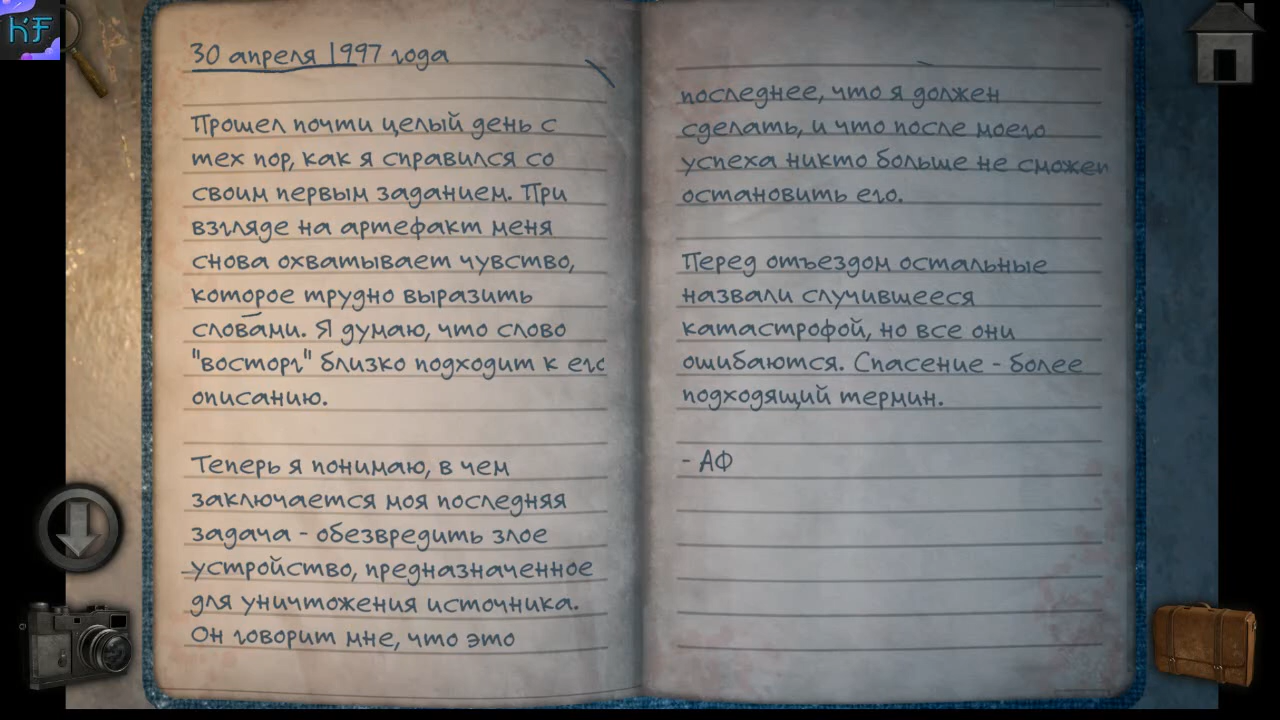 KF
30 апреля 1997 года
Прошел почти целый день с
тех пор, как я справился со
своим первым заданием. При
взгляде на артефакт меня
снова охватывает чувство,
которое трудно выразить
словами. Я думаю, что слово
"восторг" близко подходит к его
описанию.
Теперь я понимаю, в чем
заключается моя последняя
задача - обезвредить злое
устройство, предназначенное
для уничтожения источника.
Он говорит мне, что это
последнее, что я должен
сделать, и что после моего
успеха никто больше не сможет
остановить его.
Перед отъездом остальные
назвали случившееся
катастрофой, но все они
ошибаются. Спасение - более
подходящий термин.
- АФ